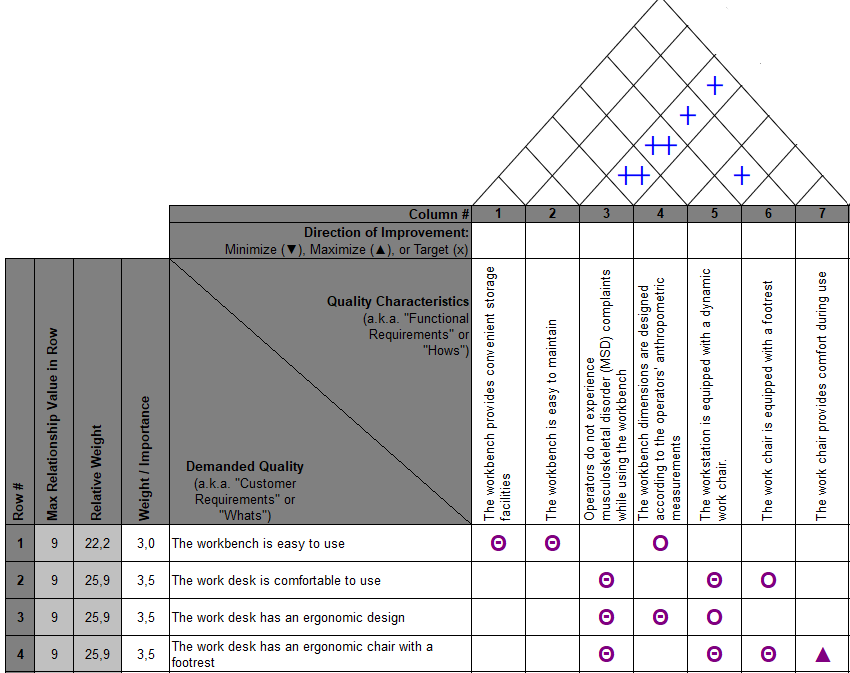 +
+
++
++ +
Column # 1 2 3 4 5 6 7
Direction of Improvement:
Minimize (▼), Maximize (▲), or Target (x)
Quality Characteristics
(a.k.a. "Functional
Requirements" or
"Hows")
Demanded Quality
(a.k.a. "Customer
Requirements" or
"Whats")
Row #
Max Relationship Value in Row
Relative Weight
Weight / Importance
The workbench provides convenient storage
facilities
The workbench is easy to maintain
Operators do not experience
musculoskeletal disorder (MSD) complaints
while using the workbench
The workbench dimensions are designed
according to the operators' anthropometric
measurements
The workstation is equipped with a dynamic
work chair.
The work chair is equipped with a footrest
The work chair provides comfort during use
1 9 22,2 3,0 The workbench is easy to use Θ Θ Ο
2 9 25,9 3,5 The work desk is comfortable to use Θ Θ Ο
3 9 25,9 3,5 The work desk has an ergonomic design Θ Θ Ο
4 9 25,9 3,5 The work desk has an ergonomic chair with a
footrest Θ Θ Θ ▲